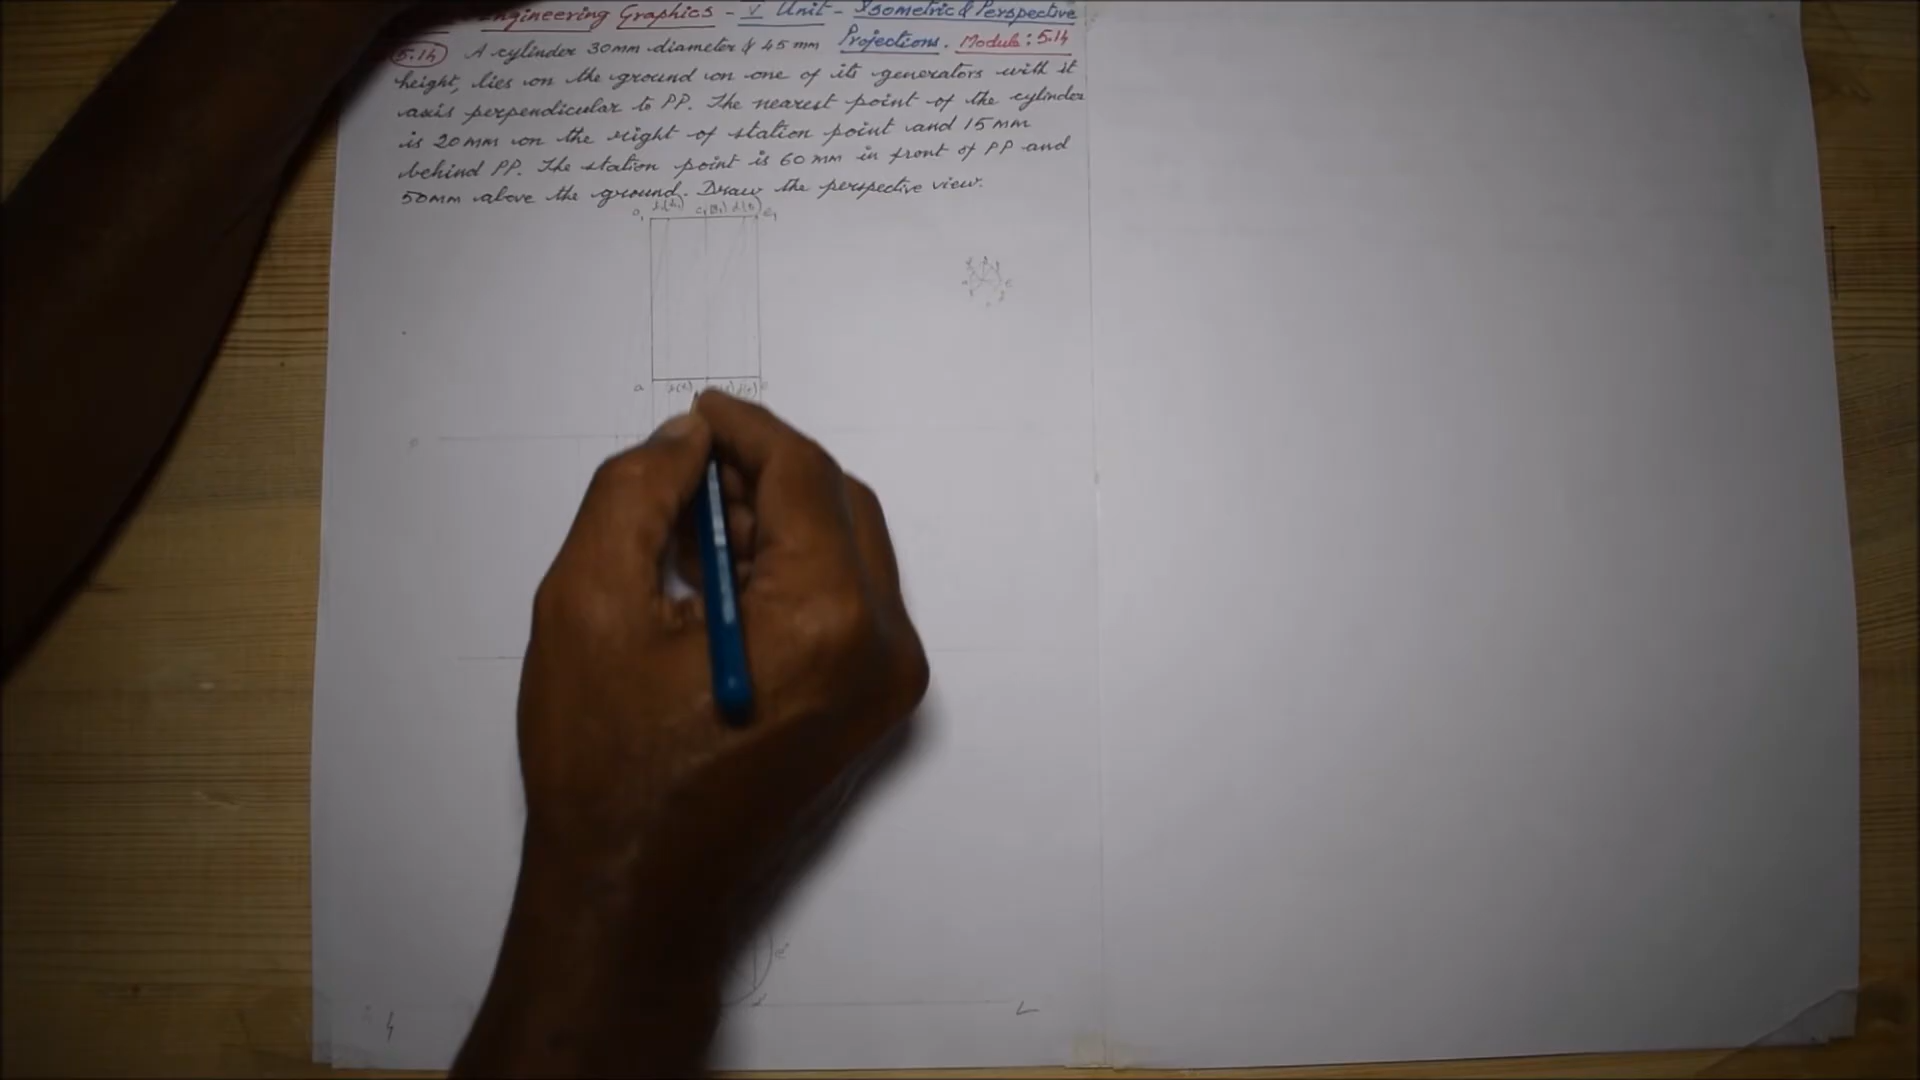 Engineering Graphics - V Unit - Isometric & Perspective
Projections. Module: 5.14
5.14 A cylinder 30mm diameter & 45 mm
height, lies on the ground on one of its generators with it
axis perpendicular to PP. The nearest point of the cylinder
is 20mm on the right of station point and 15 mm
behind PP. The station point is 60 mm in front of PP and
50mm above the ground. Draw the perspective view.
a
L